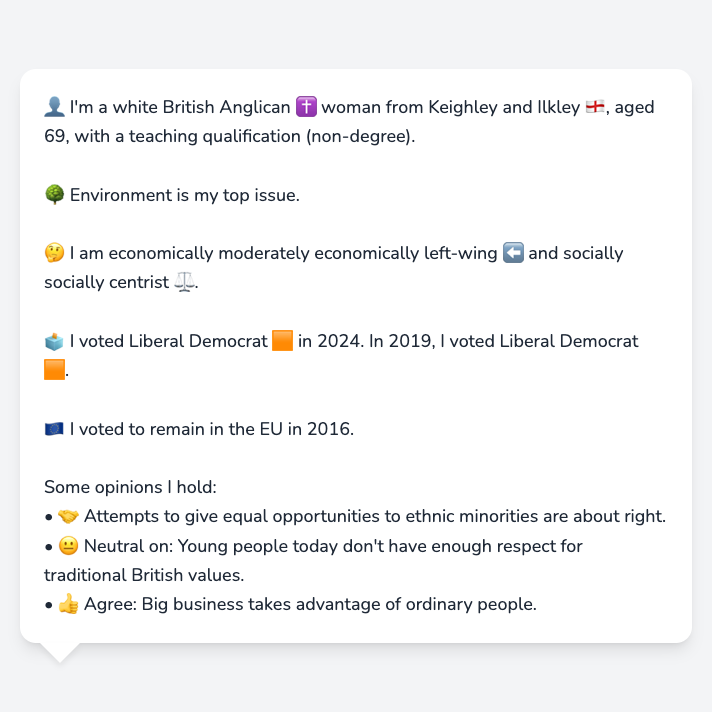 👤 I'm a white British Anglican ✝️ woman from Keighley and Ilkley 🏴󠁧󠁢󠁥󠁮󠁧󠁿, aged
69, with a teaching qualification (non-degree).
🌳 Environment is my top issue.
🤔 I am economically moderately economically left-wing ⬅️ and socially
socially centrist ⚖️.
🗳️ I voted Liberal Democrat 🟧 in 2024. In 2019, I voted Liberal Democrat
🟧.
🇪🇺 I voted to remain in the EU in 2016.
Some opinions I hold:
• 🤝 Attempts to give equal opportunities to ethnic minorities are about right.
• 😐 Neutral on: Young people today don't have enough respect for
traditional British values.
• 👍 Agree: Big business takes advantage of ordinary people.